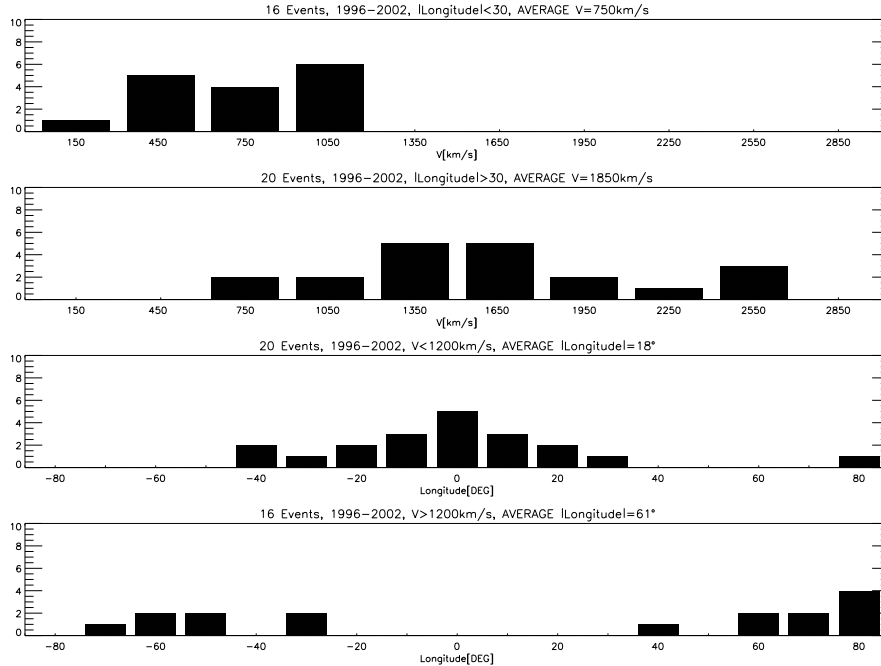 16 Events, 1996-2002, |Longitude|<30, AVERAGE V=750km/s
10
8
6
4
2
0
150 450 750 1050 1350 1650 1950 2250 2550 2850
V[km/s]
20 Events, 1996-2002, |Longitude|>30, AVERAGE V=1850km/s
10
8
6
4
2
0
150 450 750 1050 1350 1650 1950 2250 2550 2850
V[km/s]
20 Events, 1996-2002, V<1200km/s, AVERAGE |Longitude|=18°
10
8
6
4
2
0
-80 -60 -40 -20 0 20 40 60 80
Longitude[DEG]
16 Events, 1996-2002, V>1200km/s, AVERAGE |Longitude|=61°
10
8
6
4
2
0
-80 -60 -40 -20 0 20 40 60 80
Longitude[DEG]